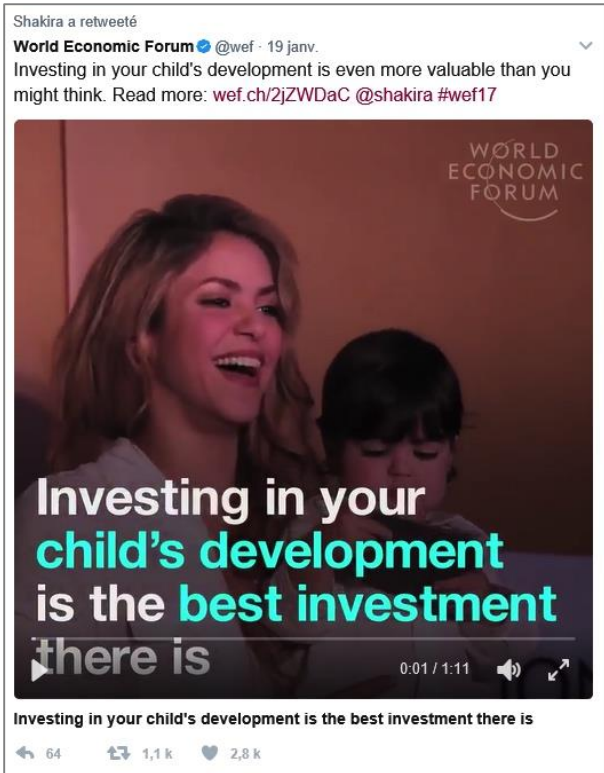 Shakira a retweeté
World Economic Forum @wef · 19 janv.
Investing in your child's development is even more valuable than you
might think. Read more: wef.ch/2jZWDaC @shakira #wef17
WORLD
ECONOMIC
FORUM
Investing in your
child's development
is the best investment
there is
0:01 / 1:11
Investing in your child's development is the best investment there is
64 1,1 k 2,8 k